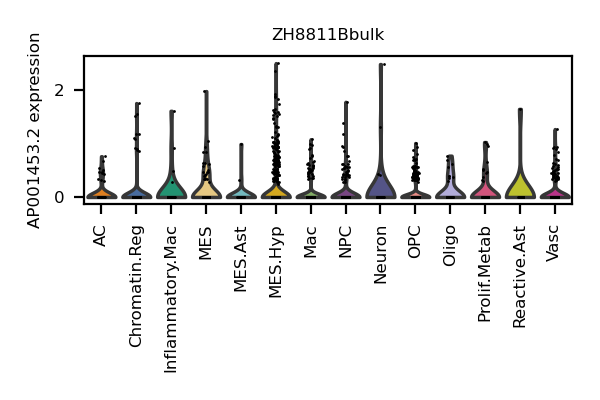 ZH8811Bbulk
AP001453.2 expression
2
0
AC
Chromatin.Reg
Inflammatory.Mac
MES
MES.Ast
MES.Hyp
Mac
NPC
Neuron
OPC
Oligo
Prolif.Metab
Reactive.Ast
Vasc